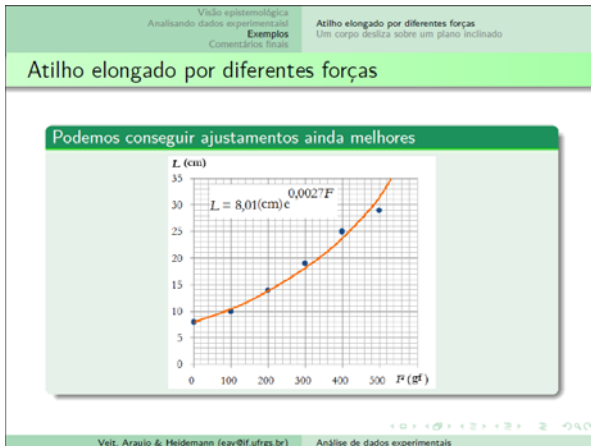 Visão epistemológica
Analisando dados experimentais!
Exemplos
Comentários finais
Atilho elongado por diferentes forças
Um corpo desliza sobre um plano inclinado
Atilho elongado por diferentes forças
Podemos conseguir ajustamentos ainda melhores
L (cm)
35
30
25
20
15
10
5
0
L = 8,01(cm)e^0,0027F
0 100 200 300 400 500 F (gf)
Veit, Araujo & Heidemann (eav@if.ufrgs.br)
Análise de dados experimentais